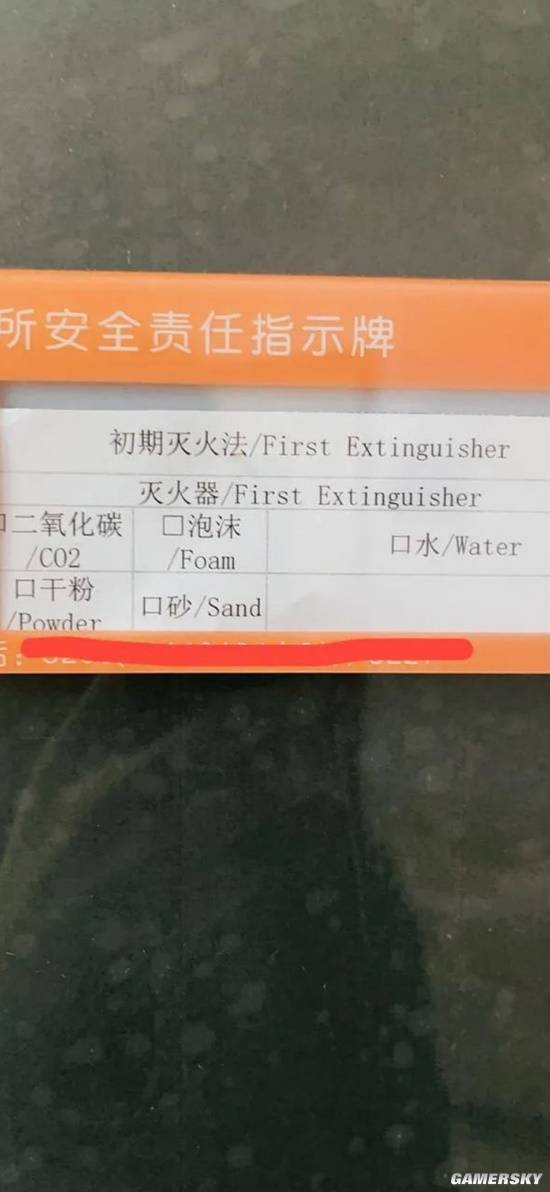 所安全责任指示牌
初期灭火法/First Extinguisher
灭火器/First Extinguisher
口二氧化碳
/CO2
☐泡沫
/Foam
口水/Water
口干粉
/Powder
口砂/Sand
GAMERSKY